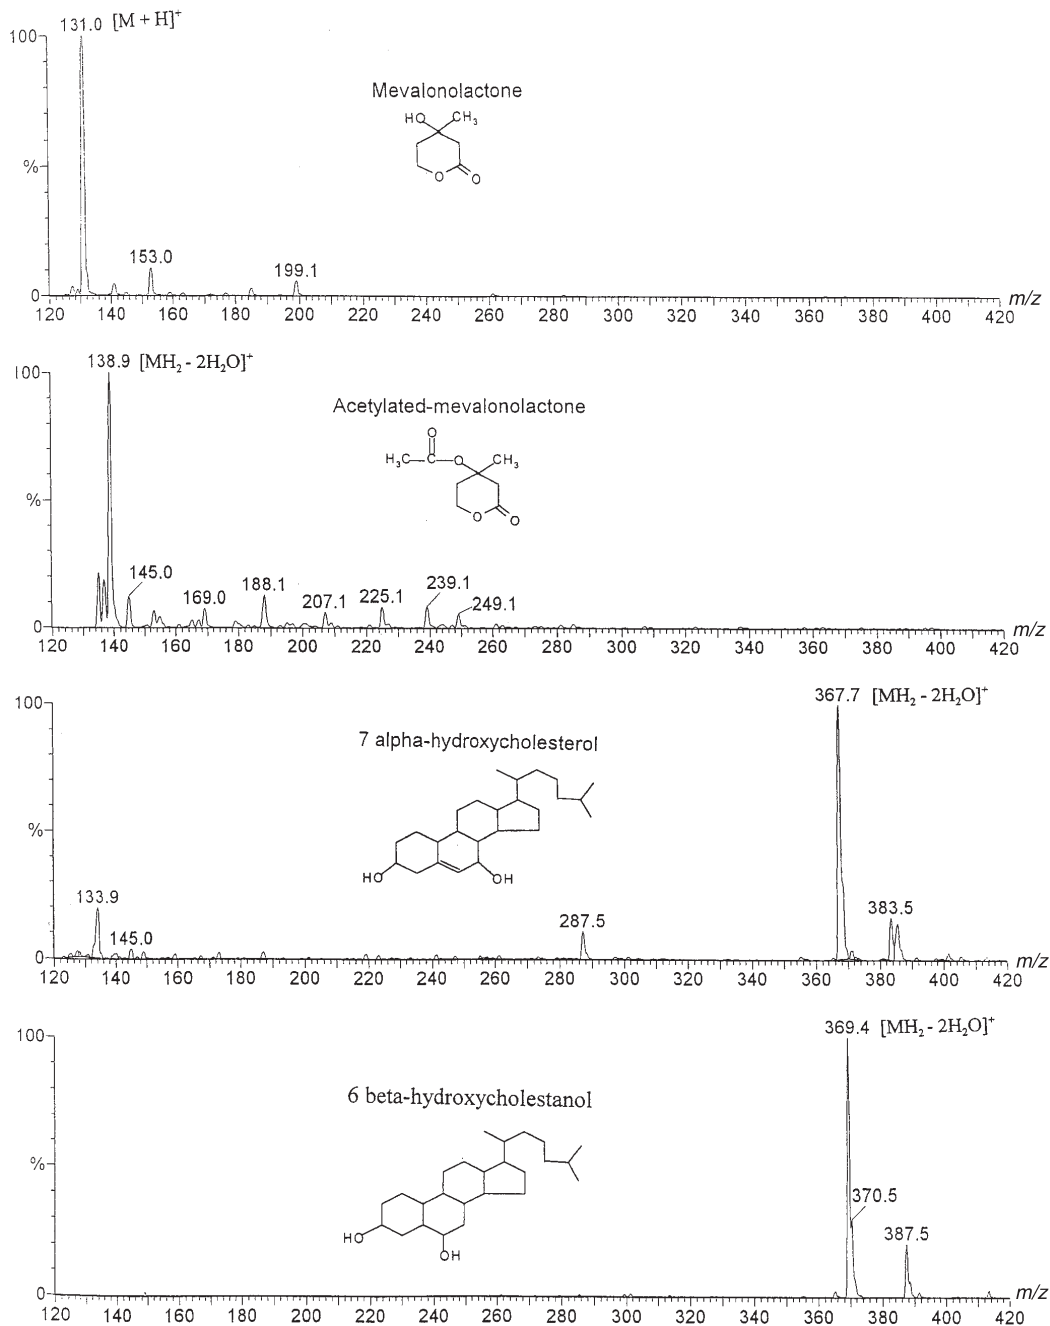 131.0 [M + H]⁺
100
Mevalonolactone
HO CH₃
%
O O
153.0
199.1
0
120 140 160 180 200 220 240 260 280 300 320 340 360 380 400 420 m/z
138.9 [MH₂ - 2H₂O]⁺
100
Acetylated-mevalonolactone
O
H₃C C O CH₃
%
O O
145.0
169.0
188.1
207.1
225.1
239.1
249.1
0
120 140 160 180 200 220 240 260 280 300 320 340 360 380 400 420 m/z
367.7 [MH₂ - 2H₂O]⁺
100
7 alpha-hydroxycholesterol
%
HO OH
133.9
145.0
287.5
383.5
0
120 140 160 180 200 220 240 260 280 300 320 340 360 380 400 420 m/z
369.4 [MH₂ - 2H₂O]⁺
100
6 beta-hydroxycholestanol
%
370.5
387.5
HO
OH
0
120 140 160 180 200 220 240 260 280 300 320 340 360 380 400 420 m/z